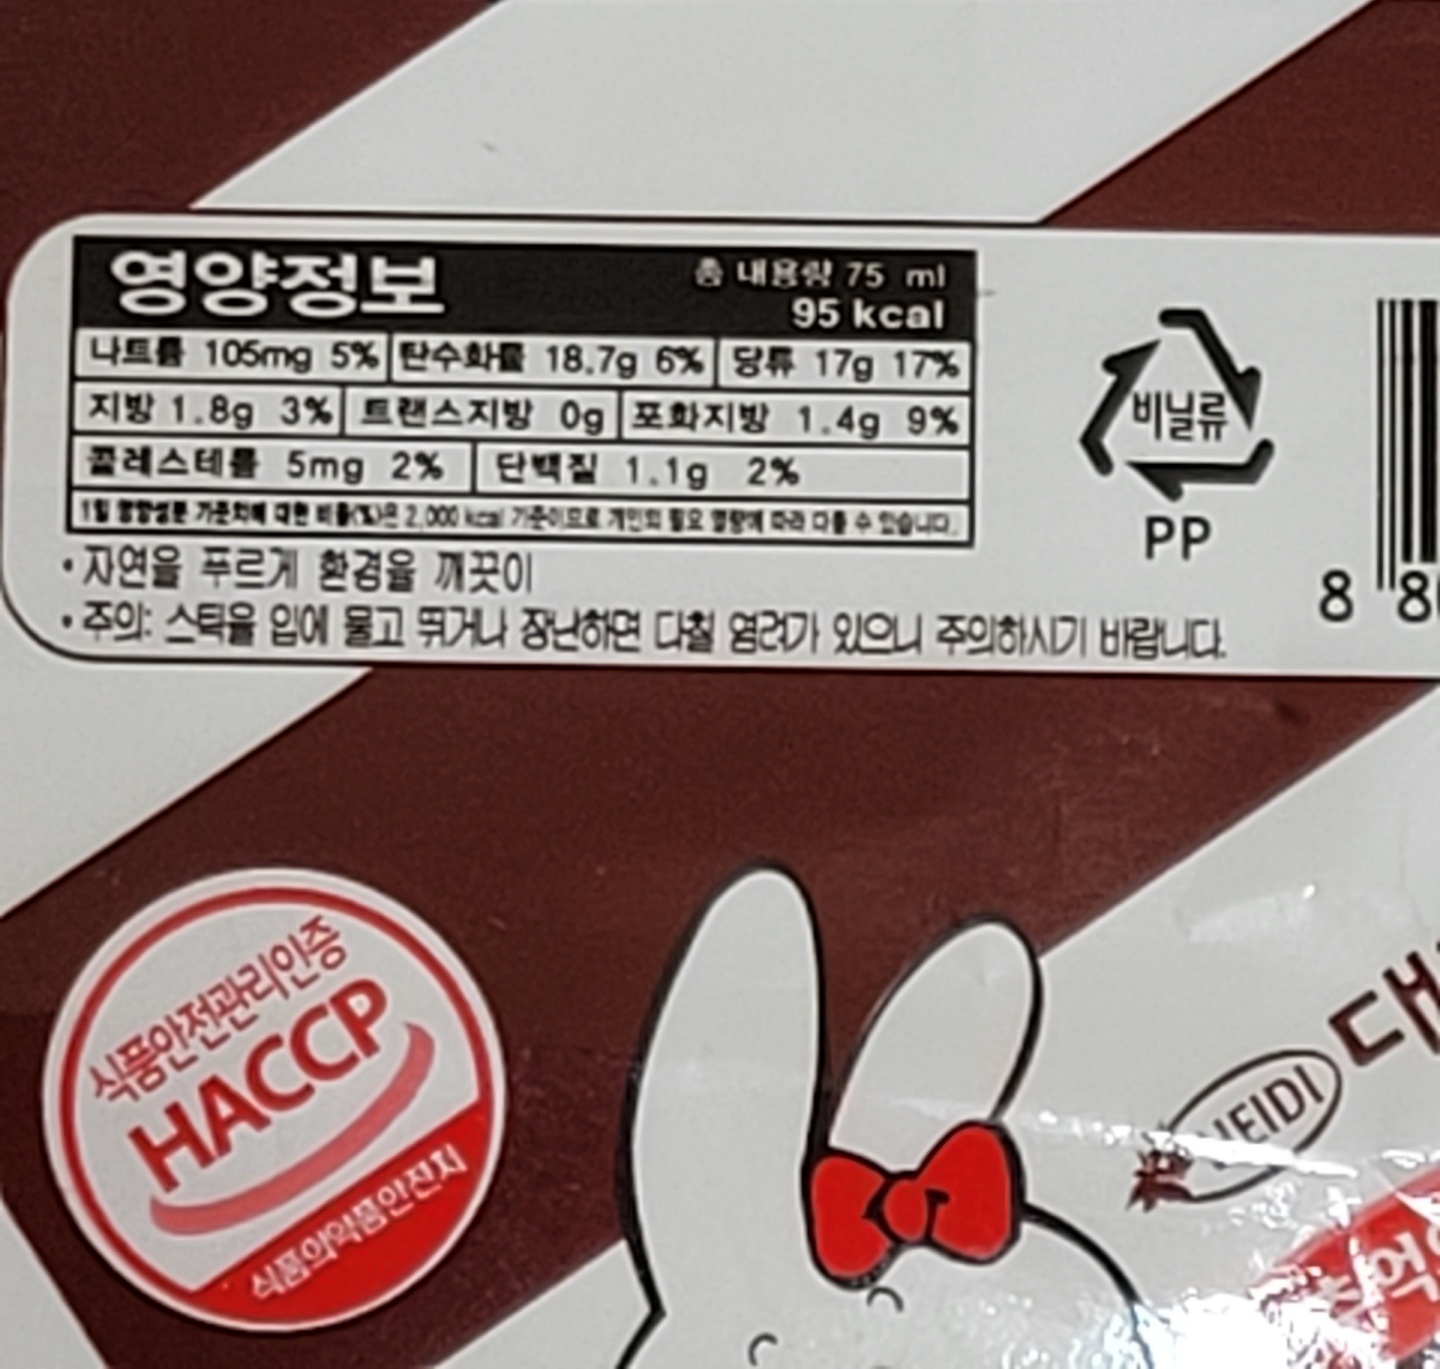 영양정보
총 내용량 75 ml
95 kcal
나트륨 105mg 5% 탄수화물 18.7g 6% 당류 17g 17%
지방 1.8g 3% 트랜스지방 0g 포화지방 1.4g 9%
콜레스테롤 5mg 2% 단백질 1.1g 2%
1일 영양성분 기준치에 대한 비율(%)은 2,000 kcal 기준이므로 개인의 필요 열량에 따라 다를 수 있습니다.
• 자연을 푸르게 환경을 깨끗이
• 주의: 스틱을 입에 물고 뛰거나 장난하면 다칠 염려가 있으니 주의하시기 바랍니다.
비닐류
PP
8 8
식품안전관리인증
HACCP
식품의약품안전처
대